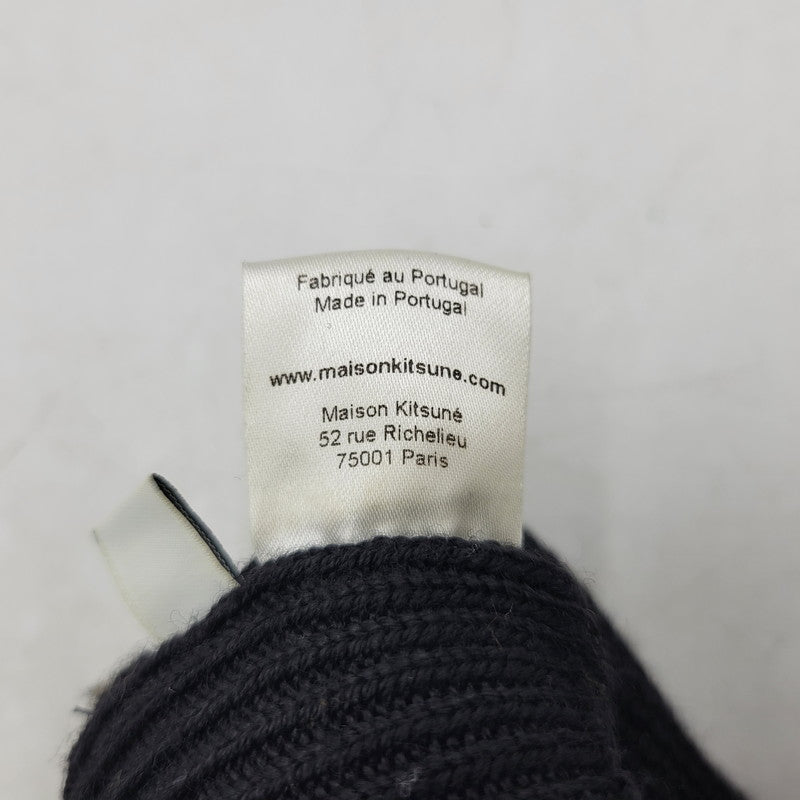 Fabriqué au Portugal
Made in Portugal
www.maisonkitsune.com
Maison Kitsuné
52 rue Richelieu
75001 Paris